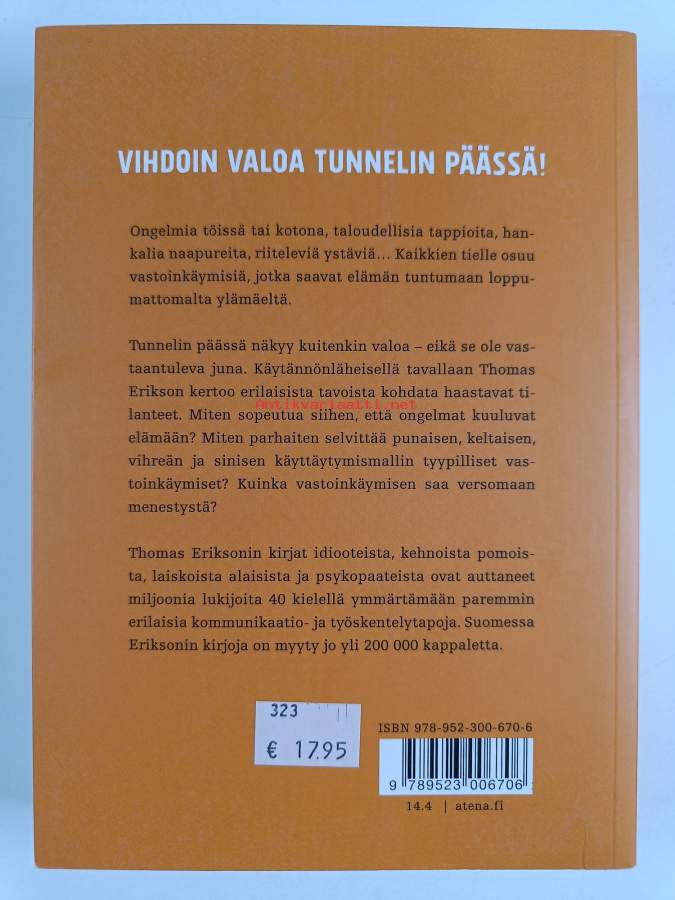 VIHDOIN VALOA TUNNELIN PÄÄSSÄ!
Ongelmia töissä tai kotona, taloudellisia tappioita, han-
kalia naapureita, riiteleviä ystäviä... Kaikkien tielle osuu
vastoinkäymisiä, jotka saavat elämän tuntumaan loppu-
mattomalta ylämäeltä.
Tunnelin päässä näkyy kuitenkin valoa – eikä se ole vas-
taantuleva juna. Käytännönläheisellä tavallaan Thomas
Erikson kertoo erilaisista tavoista kohdata haastavat ti-
Antikvariaatti.net
lanteet. Miten sopeutua siihen, että ongelmat kuuluvat
elämään? Miten parhaiten selvittää punaisen, keltaisen,
vihreän ja sinisen käyttäytymismallin tyypilliset vas-
toinkäymiset? Kuinka vastoinkäymisen saa versomaan
menestystä?
Thomas Eriksonin kirjat idiooteista, kehnoista pomois-
ta, laiskoista alaisista ja psykopaateista ovat auttaneet
miljoonia lukijoita 40 kielellä ymmärtämään paremmin
erilaisia kommunikaatio- ja työskentelytapoja. Suomessa
Eriksonin kirjoja on myyty jo yli 200 000 kappaletta.
323
€ 17.95
ISBN 978-952-300-670-6
9 789523 006706
14.4 | atena.fi